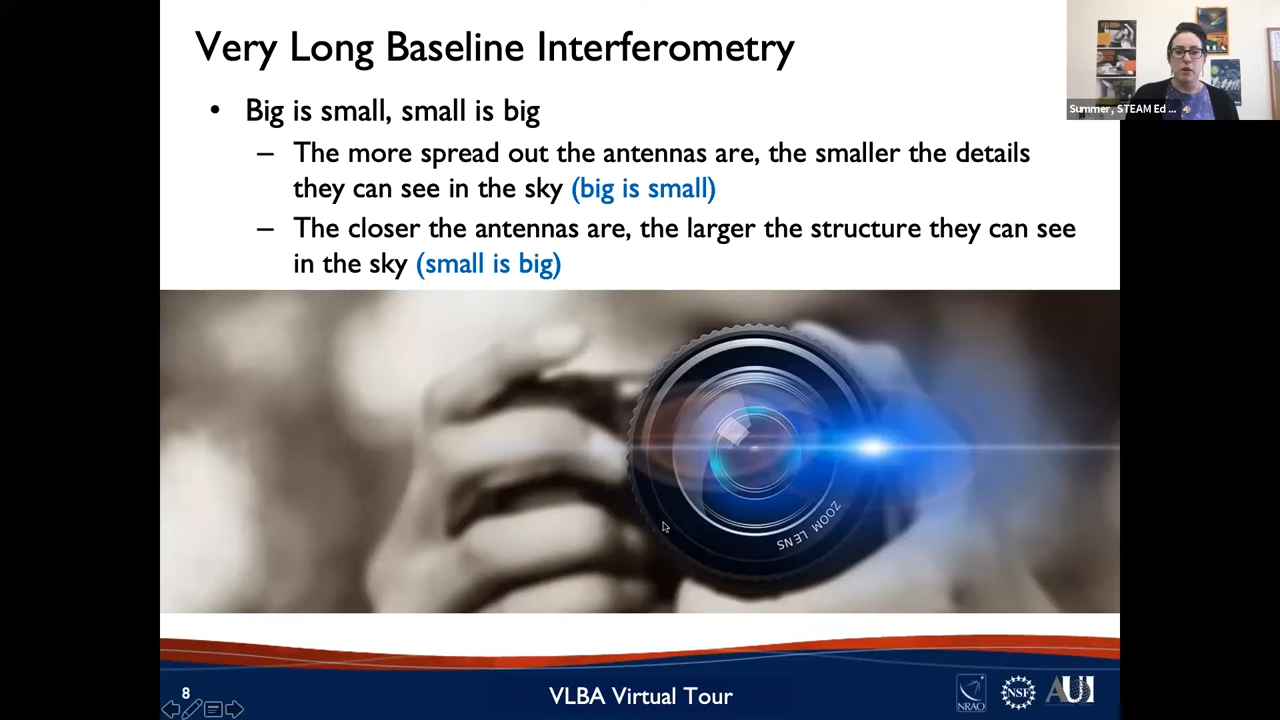 Very Long Baseline Interferometry
• Big is small, small is big
– The more spread out the antennas are, the smaller the details
they can see in the sky (big is small)
– The closer the antennas are, the larger the structure they can see
in the sky (small is big)
Summer, STEAM Ed ...
ZOOM LENS
8
VLBA Virtual Tour
NRAO
NSF
AUI